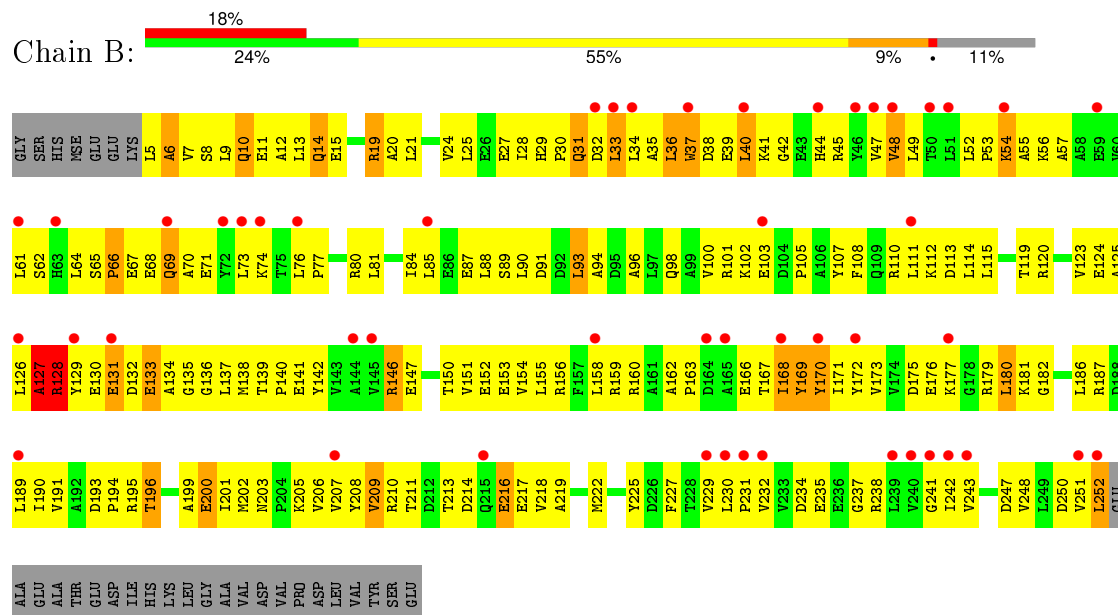 18%
Chain B:
24% 55% 9% • 11%
GLY SER HIS MSE GLU GLU LYS L5 A6 V7 S8 L9 Q10 E11 A12 L13 Q14 E15 R19 A20 L21 V24 L25 E26 E27 I28 H29 P30 Q31 D32 L33 L34 A35 L36 W37 D38 E39 L40 K41 G42 E43 H44 R45 Y46 V47 V48 L49 T50 L51 L52 P53 K54 A55 K56 A57 A58 E59 V60
L61 S62 H63 L64 S65 P66 E67 E68 Q69 A70 E71 Y72 L73 K74 T75 L76 P77 R80 L81 I84 L85 E86 E87 L88 S89 L90 D91 D92 L93 A94 D95 A96 L97 Q98 A99 V100 R101 K102 E103 D104 P105 A106 Y107 F108 Q109 R110 L111 K112 D113 L114 L115 T119 R120 V123 E124 A125
L126 A127 R128 Y129 E130 E131 D132 E133 A134 G135 G136 L137 M138 T139 P140 E141 Y142 V143 A144 V145 R146 E147 T150 V151 E152 E153 V154 L155 R156 F157 L158 R159 R160 A161 A162 P163 D164 A165 E166 T167 I168 Y169 Y170 I171 Y172 V173 V174 D175 E176 K177 G178 R179 L180 K181 G182 L186 R187 D188
L189 I190 V191 A192 D193 P194 R195 T196 A199 E200 I201 M202 N203 P204 K205 V206 V207 Y208 V209 R210 T211 D212 T213 D214 Q215 E216 E217 V218 A219 M222 Y225 D226 F227 T228 V229 L230 P231 V232 V233 D234 E235 E236 G237 R238 L239 V240 G241 I242 V243 D247 V248 L249 D250 V251 L252 GLU
ALA GLU ALA THR GLU ASP ILE HIS LYS LEU GLY ALA VAL ASP VAL PRO ASP LEU VAL TYR SER GLU